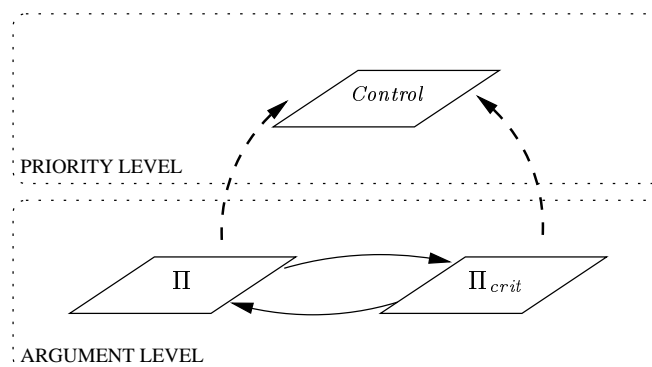 Control
PRIORITY LEVEL
Π
Π_crit
ARGUMENT LEVEL